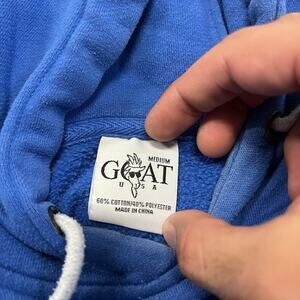 MEDIUM
GOAT
USA
60% COTTON/40% POLYESTER
MADE IN CHINA